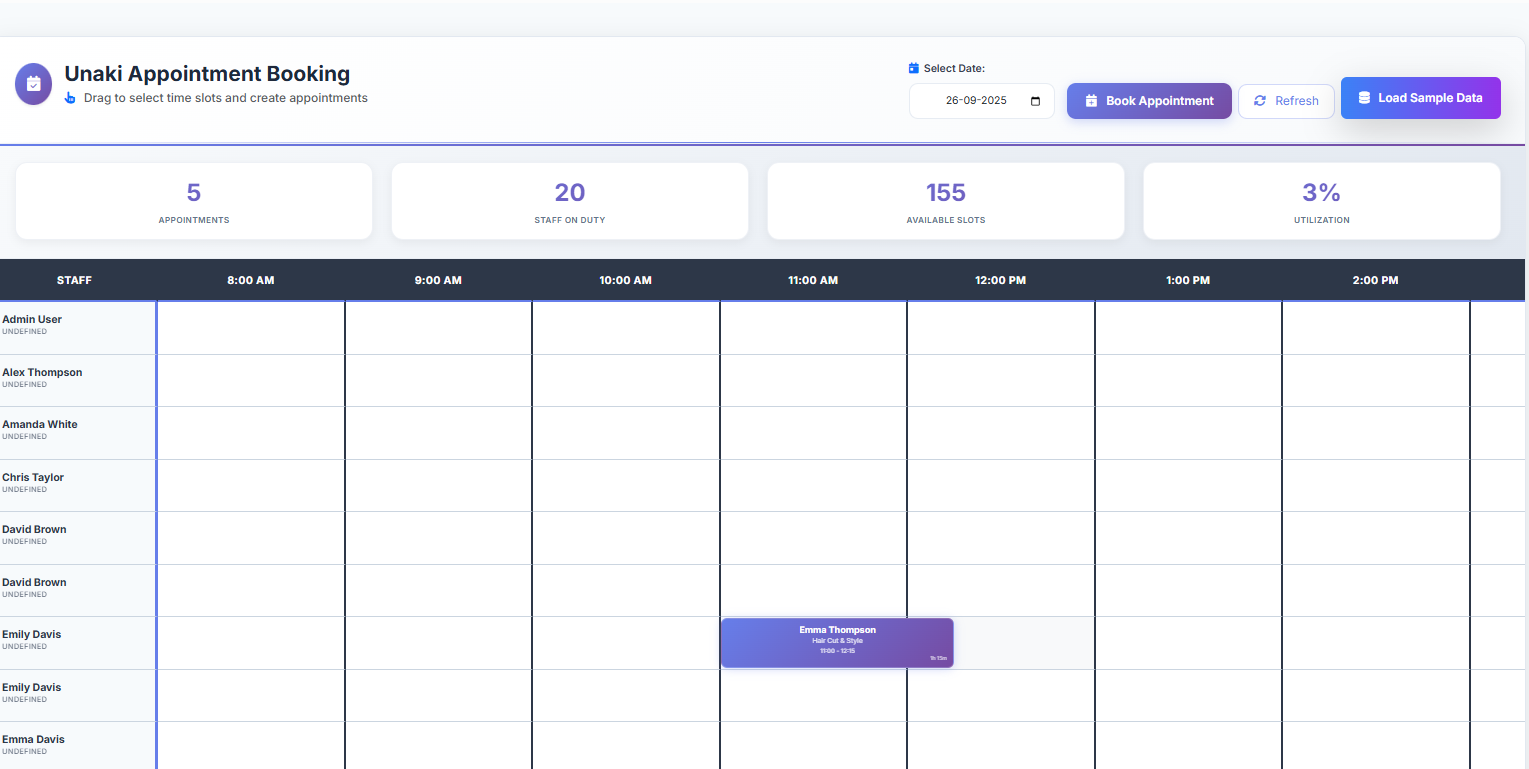 Unaki Appointment Booking
Drag to select time slots and create appointments
Select Date:
26-09-2025
Book Appointment
Refresh
Load Sample Data
5
APPOINTMENTS
20
STAFF ON DUTY
155
AVAILABLE SLOTS
3%
UTILIZATION
STAFF 8:00 AM 9:00 AM 10:00 AM 11:00 AM 12:00 PM 1:00 PM 2:00 PM
Admin User
UNDEFINED
Alex Thompson
UNDEFINED
Amanda White
UNDEFINED
Chris Taylor
UNDEFINED
David Brown
UNDEFINED
David Brown
UNDEFINED
Emily Davis
UNDEFINED
Emma Thompson
Hair Cut & Style
11:00 - 12:15
1h 15m
Emily Davis
UNDEFINED
Emma Davis
UNDEFINED